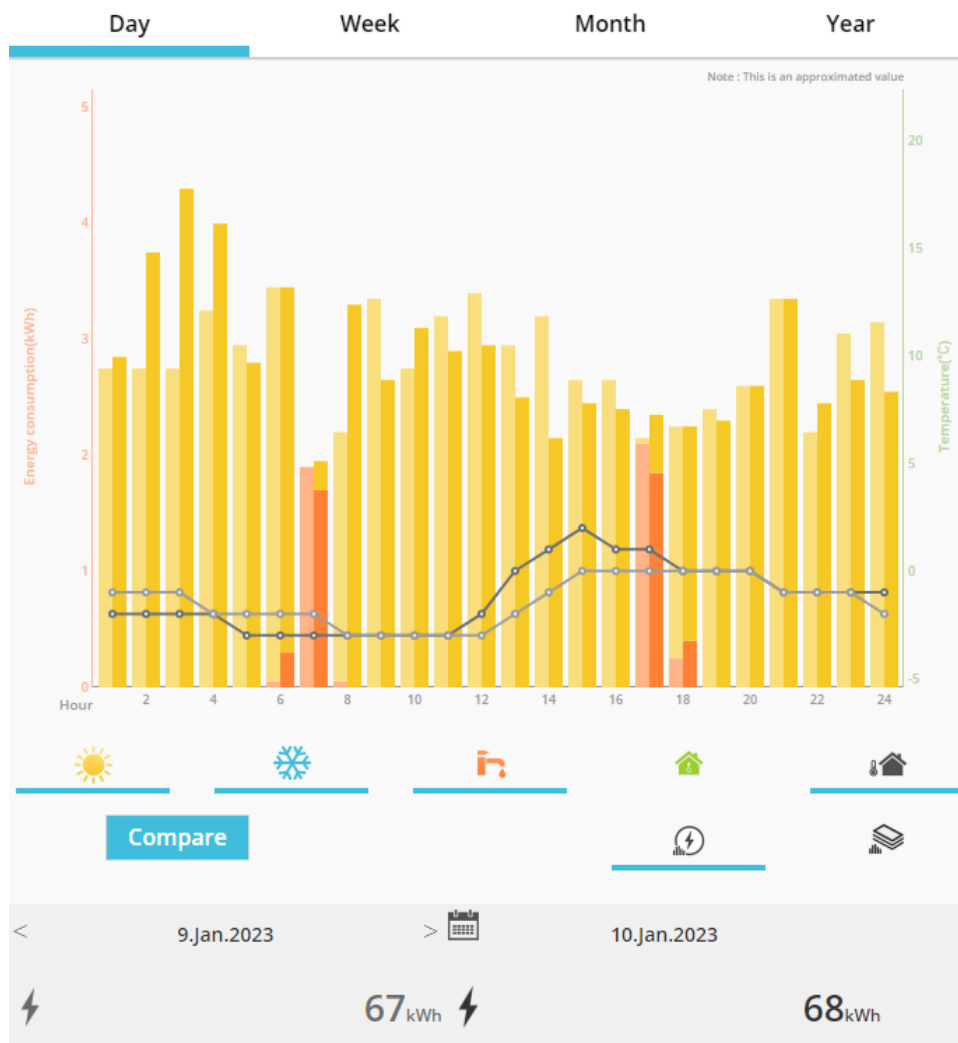 Day Week Month Year
Note : This is an approximated value
5
4
3
2
1
0
Energy consumption(kWh)
20
15
10
5
0
-5
Temperature(°C)
Hour 2 4 6 8 10 12 14 16 18 20 22 24
Compare
< 9.Jan.2023 > 10.Jan.2023
67kWh 68kWh